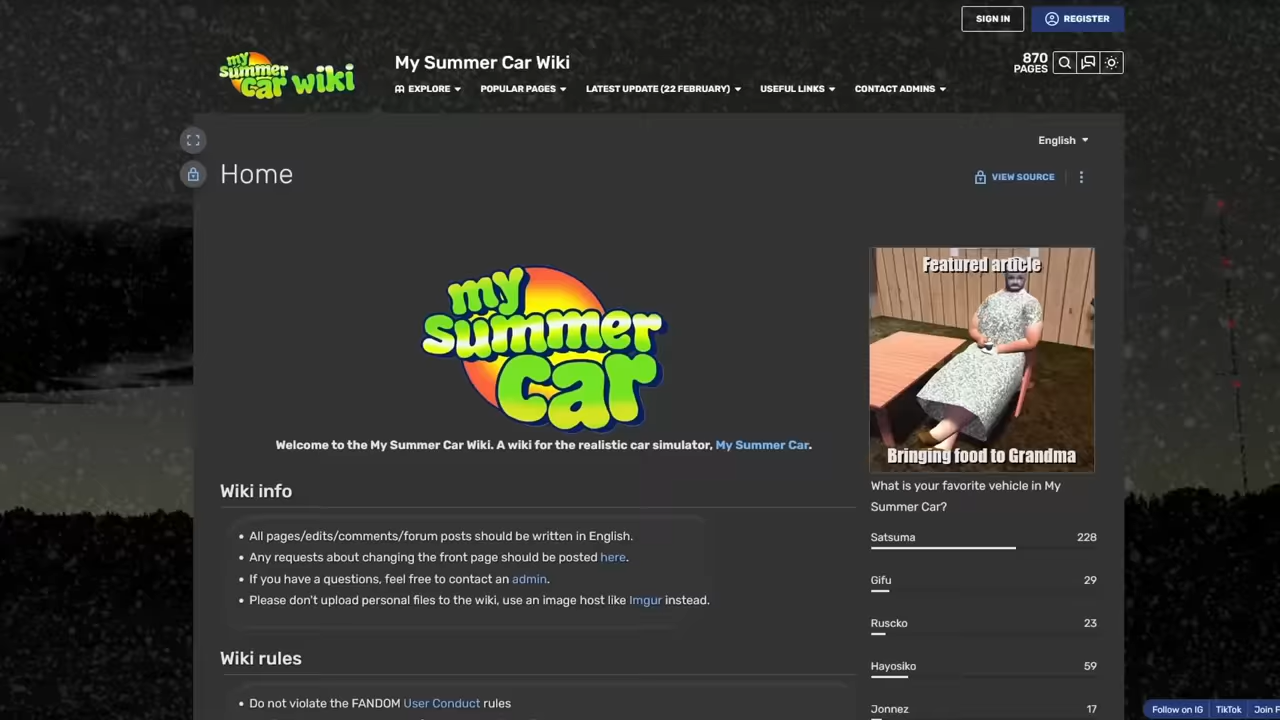 SIGN IN
REGISTER
my summer car wiki
My Summer Car Wiki
870 PAGES
EXPLORE
POPULAR PAGES
LATEST UPDATE (22 FEBRUARY)
USEFUL LINKS
CONTACT ADMINS
English
Home
VIEW SOURCE
my
summer
car
Welcome to the My Summer Car Wiki. A wiki for the realistic car simulator, My Summer Car.
Wiki info
• All pages/edits/comments/forum posts should be written in English.
• Any requests about changing the front page should be posted here.
• If you have a questions, feel free to contact an admin.
• Please don't upload personal files to the wiki, use an image host like Imgur instead.
Wiki rules
• Do not violate the FANDOM User Conduct rules
Featured article
Bringing food to Grandma
What is your favorite vehicle in My
Summer Car?
Satsuma 228
Gifu 29
Ruscko 23
Hayosiko 59
Jonnez 17
Follow on IG
TikTok
Join F